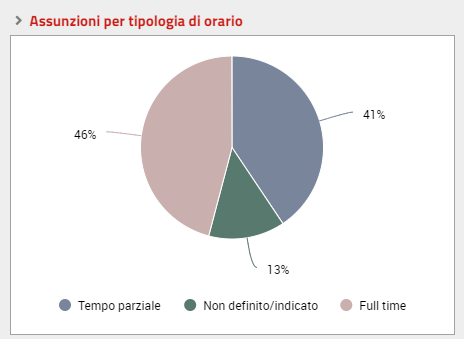 Assunzioni per tipologia di orario
46%
41%
13%
Tempo parziale Non definito/indicato Full time